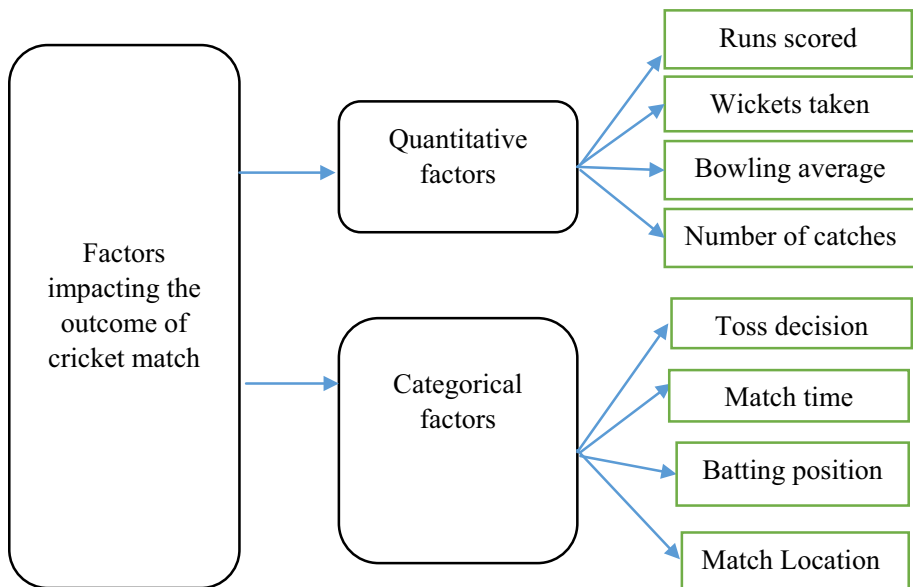 Factors
impacting the
outcome of
cricket match
Quantitative
factors
Runs scored
Wickets taken
Bowling average
Number of catches
Categorical
factors
Toss decision
Match time
Batting position
Match Location